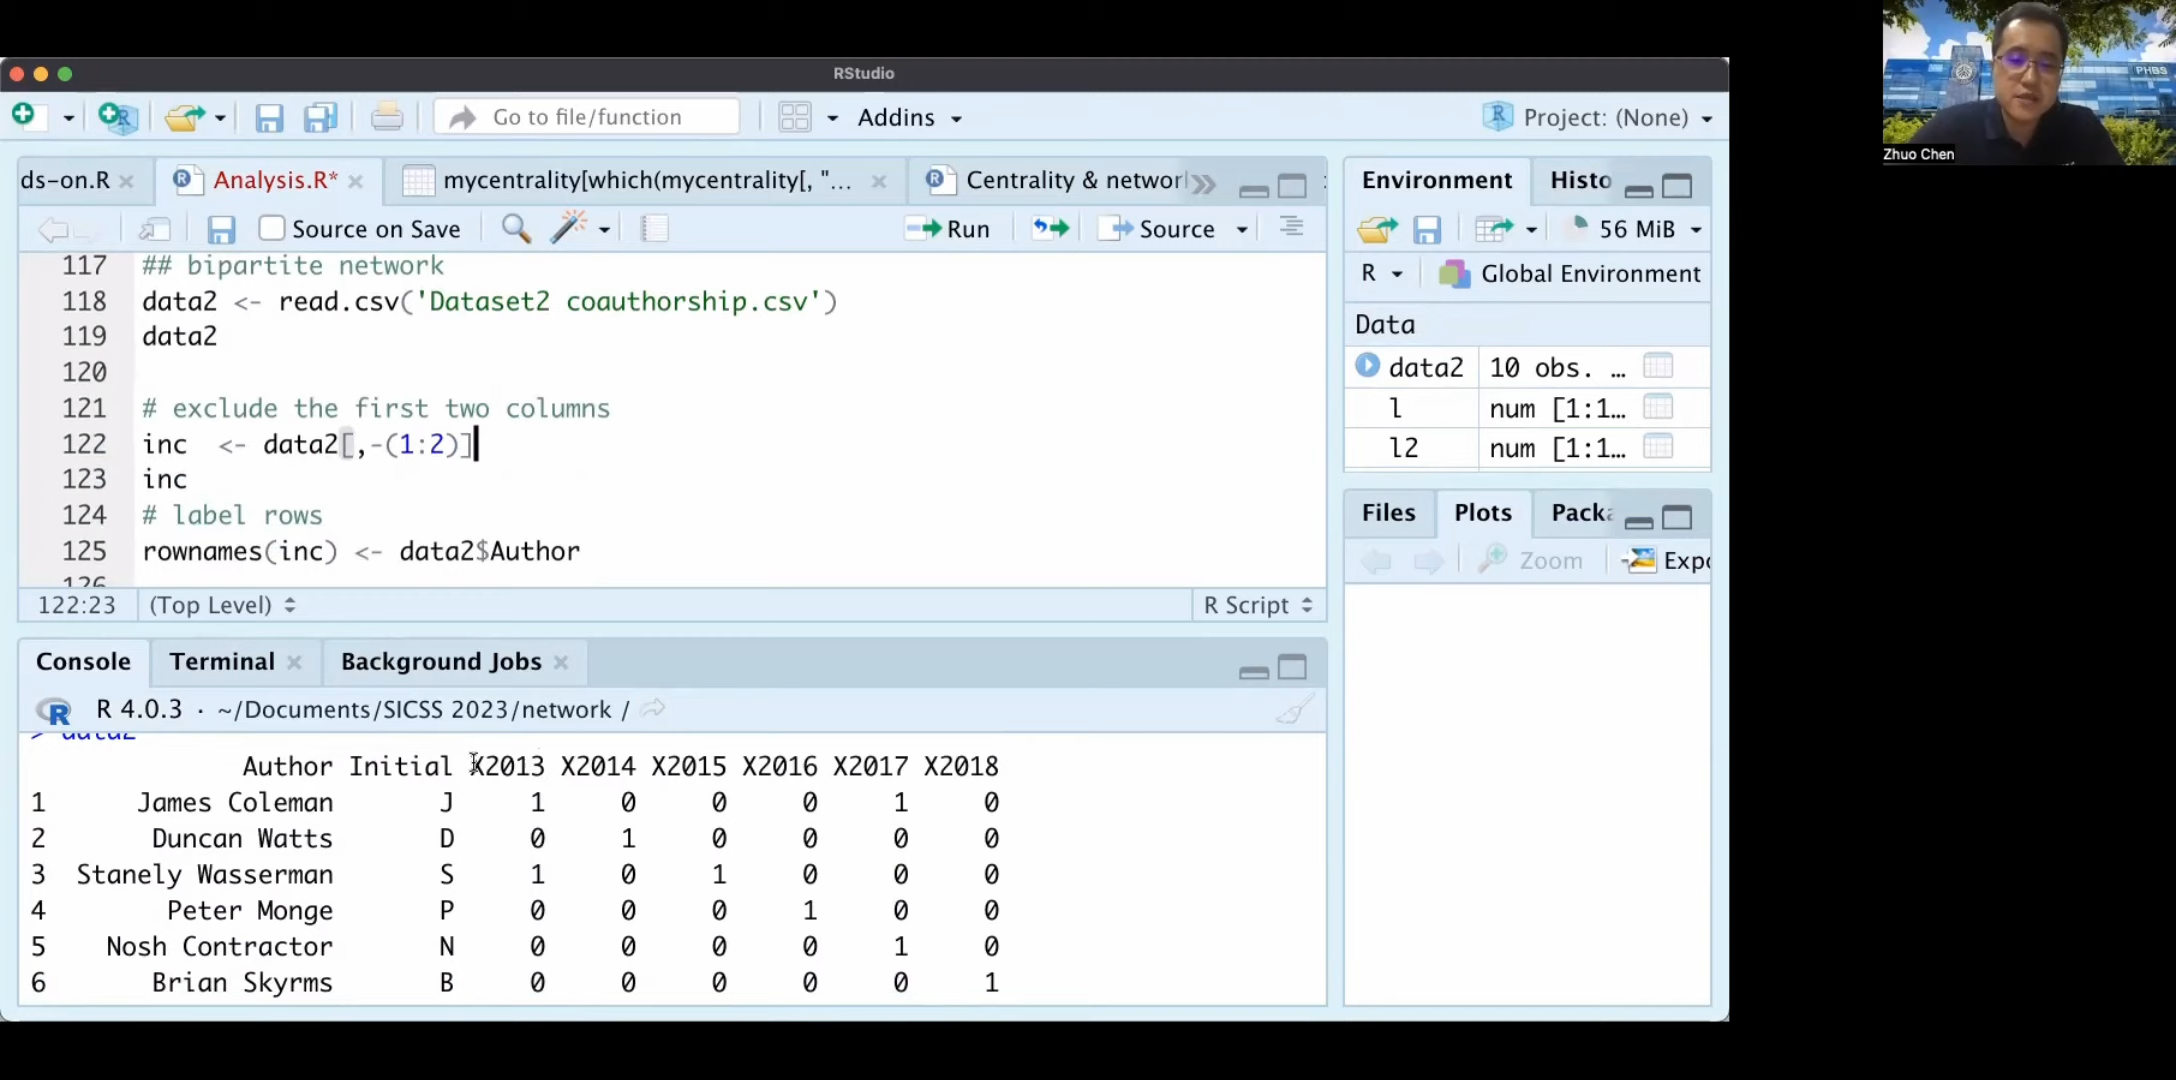 RStudio
Go to file/function
Addins
Project: (None)
ds-on.R
Analysis.R*
mycentrality[which(mycentrality[, "...
Centrality & networ
Source on Save
Run
Source
117 ## bipartite network
118 data2 <- read.csv('Dataset2 coauthorship.csv')
119 data2
120
121 # exclude the first two columns
122 inc  <- data2[,-(1:2)]
123 inc
124 # label rows
125 rownames(inc) <- data2$Author
126
122:23 (Top Level) R Script
Console Terminal Background Jobs
R 4.0.3 · ~/Documents/SICSS 2023/network /
> data2
Author Initial X2013 X2014 X2015 X2016 X2017 X2018
1 James Coleman J 1 0 0 0 1 0
2 Duncan Watts D 0 1 0 0 0 0
3 Stanely Wasserman S 1 0 1 0 0 0
4 Peter Monge P 0 0 0 1 0 0
5 Nosh Contractor N 0 0 0 0 1 0
6 Brian Skyrms B 0 0 0 0 0 1
Environment Histo
56 MiB
R Global Environment
Data
data2 10 obs. …
l num [1:1…
l2 num [1:1…
Files Plots Packa
Zoom Expo
PHBS
Zhuo Chen